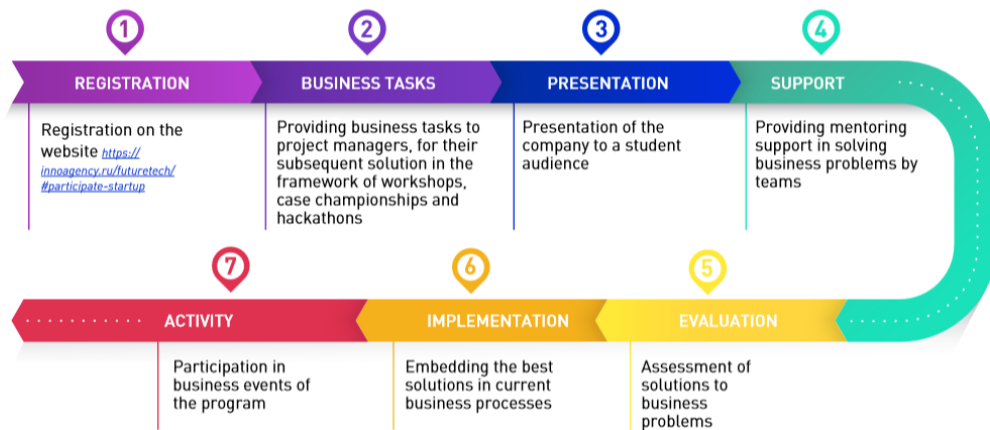 1
2
3
4
REGISTRATION
BUSINESS TASKS
PRESENTATION
SUPPORT
Registration on the
website https://
innoagency.ru/futuretech/
#participate-startup
Providing business tasks to
project managers, for their
subsequent solution in the
framework of workshops,
case championships and
hackathons
Presentation of the
company to a student
audience
Providing mentoring
support in solving
business problems by
teams
7
6
5
ACTIVITY
IMPLEMENTATION
EVALUATION
Participation in
business events of
the program
Embedding the best
solutions in current
business processes
Assessment of
solutions to
business
problems